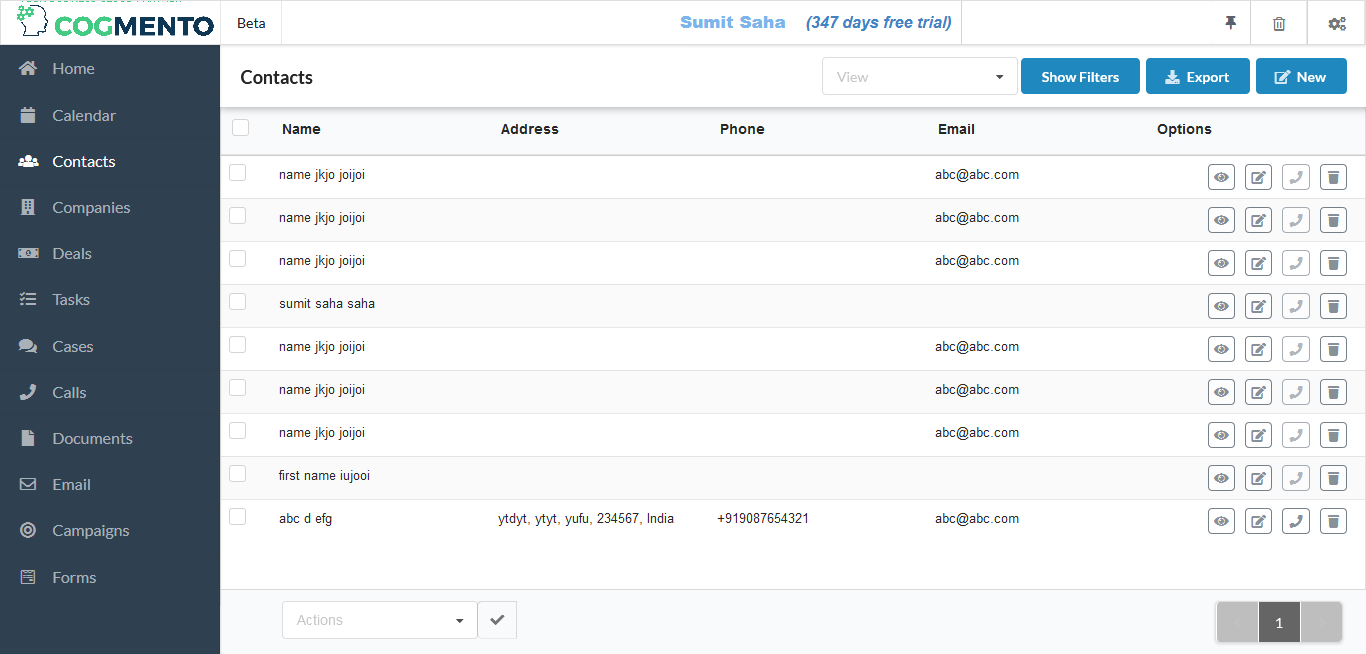 COGMENTO
Beta
Sumit Saha (347 days free trial)
Home
Calendar
Contacts
Companies
Deals
Tasks
Cases
Calls
Documents
Email
Campaigns
Forms
Contacts
View
Show Filters
Export
New
Name Address Phone Email Options
name jkjo joijoi abc@abc.com
name jkjo joijoi abc@abc.com
name jkjo joijoi abc@abc.com
sumit saha saha
name jkjo joijoi abc@abc.com
name jkjo joijoi abc@abc.com
name jkjo joijoi abc@abc.com
first name iujooi
abc d efg ytdyt, ytyt, yufu, 234567, India +919087654321 abc@abc.com
Actions
1